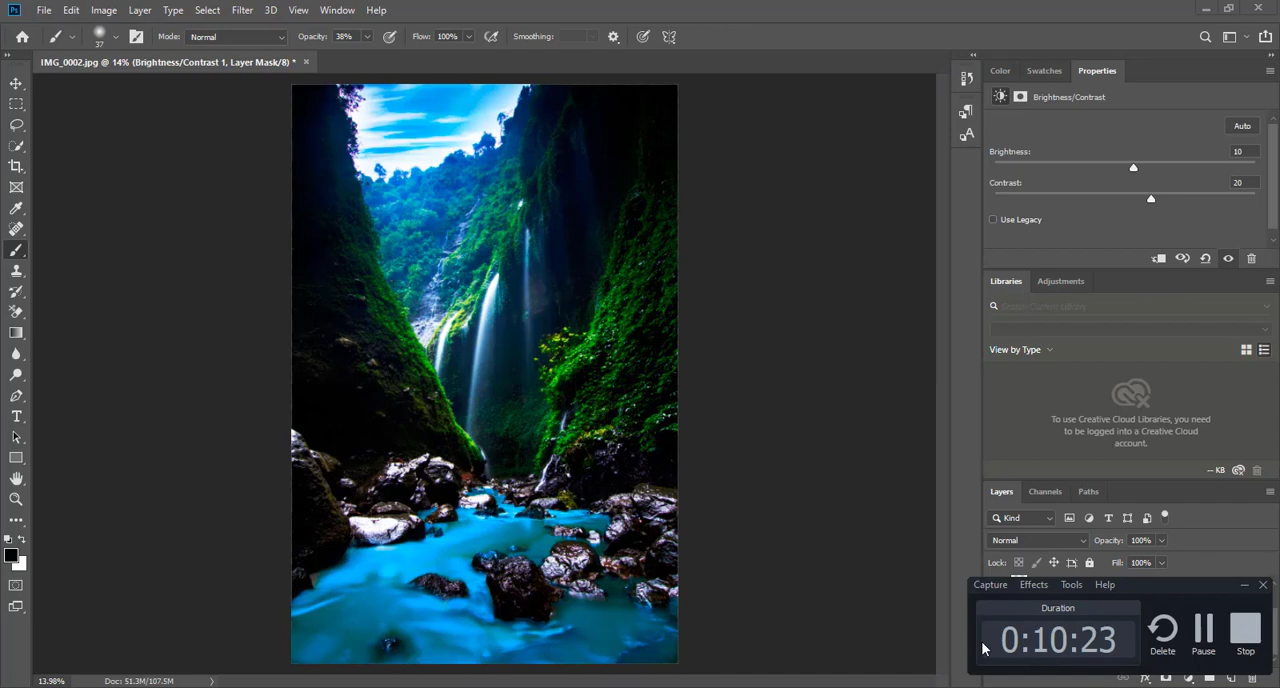 Ps File Edit Image Layer Type Select Filter 3D View Window Help
37 Mode: Normal Opacity: 38% Flow: 100% Smoothing:
IMG_0002.jpg @ 14% (Brightness/Contrast 1, Layer Mask/8) * ×
Color Swatches Properties
Brightness/Contrast
Auto
Brightness: 10
Contrast: 20
Use Legacy
Libraries Adjustments
View by Type
To use Creative Cloud Libraries, you need
to be logged into a Creative Cloud
account.
-- KB
Layers Channels Paths
Kind
Normal Opacity: 100%
Lock: Fill: 100%
Capture Effects Tools Help
Duration
0:10:23
Delete Pause Stop
13.98% Doc: 51.3M/107.5M